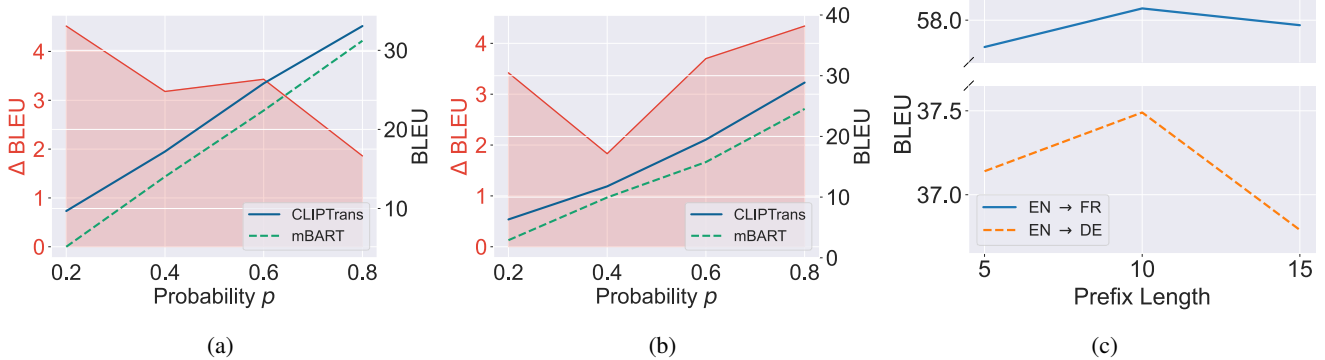 4
3
2
1
0
Δ BLEU
30
20
10
BLEU
CLIPTrans
mBART
0.2 0.4 0.6 0.8
Probability p
(a)
4
3
2
1
0
Δ BLEU
40
30
20
10
0
BLEU
CLIPTrans
mBART
0.2 0.4 0.6 0.8
Probability p
(b)
58.0
37.5
37.0
BLEU
EN → FR
EN → DE
5 10 15
Prefix Length
(c)